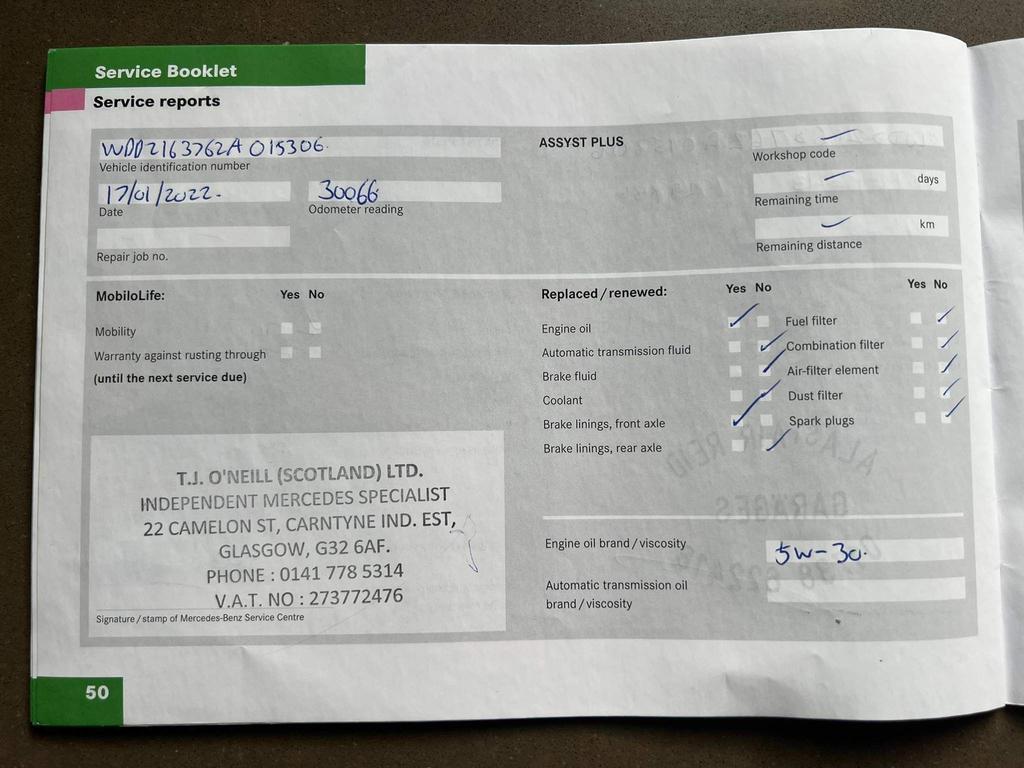 Service Booklet
Service reports
WDD2163762A015306.
Vehicle identification number
17/01/2022.
Date
30066
Odometer reading
Repair job no.
ASSYST PLUS
Workshop code
days
Remaining time
km
Remaining distance
MobiloLife:
Yes No
Mobility
Warranty against rusting through
(until the next service due)
Replaced / renewed:
Yes No
Engine oil
Automatic transmission fluid
Brake fluid
Coolant
Brake linings, front axle
Brake linings, rear axle
Yes No
Fuel filter
Combination filter
Air-filter element
Dust filter
Spark plugs
T.J. O'NEILL (SCOTLAND) LTD.
INDEPENDENT MERCEDES SPECIALIST
22 CAMELON ST, CARNTYNE IND. EST,
GLASGOW, G32 6AF.
PHONE : 0141 778 5314
V.A.T. NO : 273772476
Signature / stamp of Mercedes-Benz Service Centre
Engine oil brand / viscosity
5W-30.
Automatic transmission oil
brand / viscosity
50